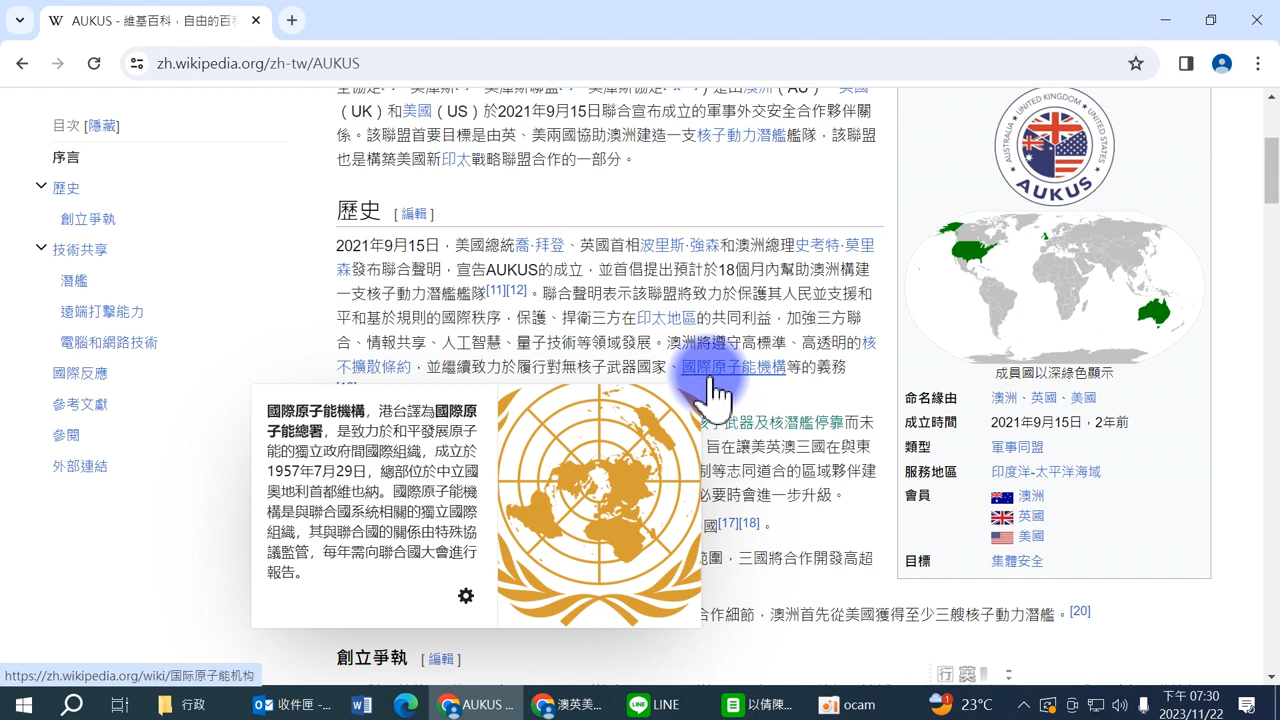 AUKUS - 維基百科，自由的百科
zh.wikipedia.org/zh-tw/AUKUS
目次 [隱藏]
序言
歷史
創立爭執
技術共享
潛艦
遠端打擊能力
電腦和網路技術
國際反應
參考文獻
參閱
外部連結
（UK）和美國（US）於2021年9月15日聯合宣布成立的軍事外交安全合作夥伴關
係。該聯盟首要目標是由英、美兩國協助澳洲建造一支核子動力潛艦艦隊，該聯盟
也是構築美國新印太戰略聯盟合作的一部分。
歷史 [編輯]
2021年9月15日，美國總統喬·拜登、英國首相波里斯·強森和澳洲總理史考特·莫里
森發布聯合聲明，宣告AUKUS的成立，並首倡提出預計於18個月內幫助澳洲構建
一支核子動力潛艦艦隊[11][12]。聯合聲明表示該聯盟將致力於保護其人民並支援和
平和基於規則的國際秩序，保護、捍衛三方在印太地區的共同利益，加強三方聯
合、情報共享、人工智慧、量子技術等領域發展。澳洲將遵守高標準、高透明的核
不擴散條約，並繼續致力於履行對無核子武器國家、國際原子能機構等的義務
國際原子能機構，港台譯為國際原
子能總署，是致力於和平發展原子
能的獨立政府間國際組織，成立於
1957年7月29日，總部位於中立國
奧地利首都維也納。國際原子能機
構是與聯合國系統相關的獨立國際
組織，其與聯合國的關係由特殊協
議監管，每年需向聯合國大會進行
報告。
子武器及核潛艦停靠而未
旨在讓美英澳三國在與東
制等志同道合的區域夥伴建
必要時會進一步升級。
國[17][18]。
範圍，三國將合作開發高超
合作細節，澳洲首先從美國獲得至少三艘核子動力潛艦。[20]
創立爭執 [編輯]
AUSTRALIA ★ UNITED KINGDOM ★ UNITED STATES
AUKUS
成員國以深綠色顯示
命名緣由 澳洲、英國、美國
成立時間 2021年9月15日，2年前
類型 軍事同盟
服務地區 印度洋-太平洋海域
會員 澳洲
英國
美國
目標 集體安全
https://zh.wikipedia.org/wiki/国际原子能机构
行政
收件匣 -...
AUKUS ...
澳英美...
LINE
以倩陳...
ocam
23°C
下午 07:30
2023/11/22